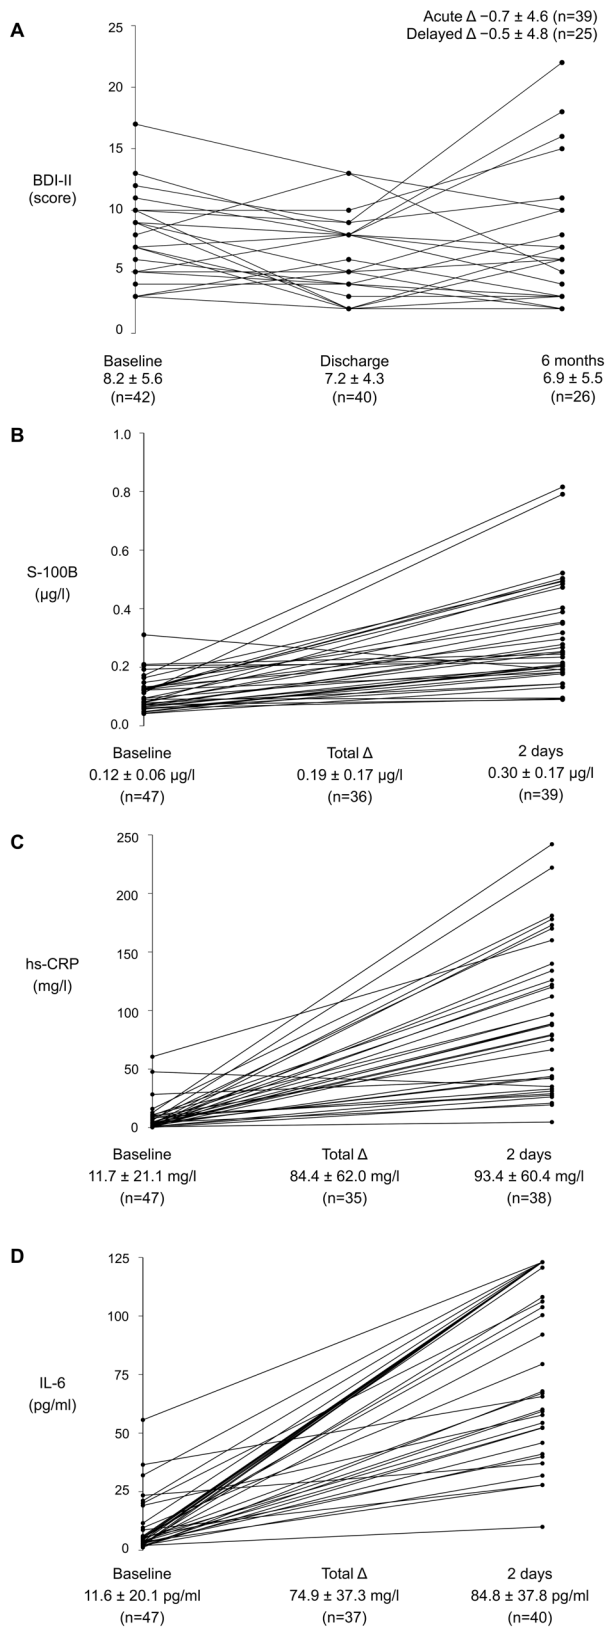 A
Acute Δ −0.7 ± 4.6 (n=39)
Delayed Δ −0.5 ± 4.8 (n=25)
25
20
15
10
5
0
BDI-II
(score)
Baseline Discharge 6 months
8.2 ± 5.6 7.2 ± 4.3 6.9 ± 5.5
(n=42) (n=40) (n=26)
B
1.0
0.8
0.6
0.4
0.2
0.0
S-100B
(µg/l)
Baseline Total Δ 2 days
0.12 ± 0.06 µg/l 0.19 ± 0.17 µg/l 0.30 ± 0.17 µg/l
(n=47) (n=36) (n=39)
C
250
200
150
100
50
0
hs-CRP
(mg/l)
Baseline Total Δ 2 days
11.7 ± 21.1 mg/l 84.4 ± 62.0 mg/l 93.4 ± 60.4 mg/l
(n=47) (n=35) (n=38)
D
125
100
75
50
25
0
IL-6
(pg/ml)
Baseline Total Δ 2 days
11.6 ± 20.1 pg/ml 74.9 ± 37.3 mg/l 84.8 ± 37.8 pg/ml
(n=47) (n=37) (n=40)